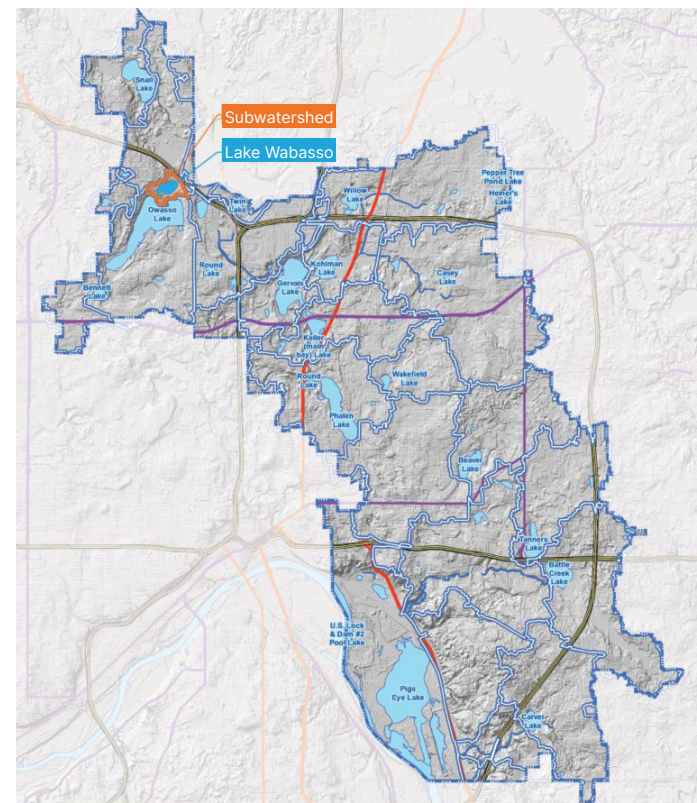 Snail
Lake
Subwatershed
Lake Wabasso
Pepper Tree
Pond Lake
Heiner's
Lake
Willow
Lake
Twin
Lake
Owasso
Lake
Round
Lake
Kohlman
Lake
Casey
Lake
Gervais
Lake
Bennett
Lake
Keller
(main
bay) Lake
Round
Lake
Wakefield
Lake
Phalen
Lake
Beaver
Lake
Tanners
Lake
Battle
Creek
Lake
U.S. Lock
& Dam #2
Pool Lake
Pigs
Eye Lake
Carver
Lake